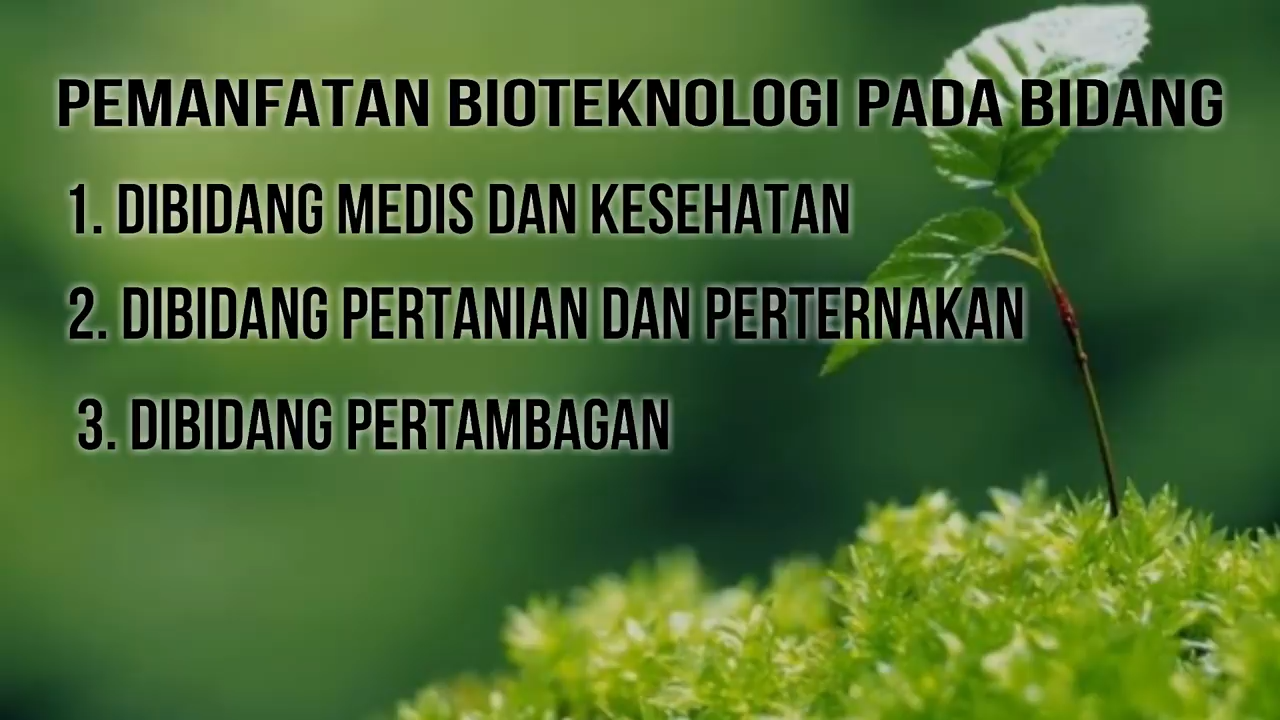 PEMANFATAN BIOTEKNOLOGI PADA BIDANG
1. DIBIDANG MEDIS DAN KESEHATAN
2. DIBIDANG PERTANIAN DAN PERTERNAKAN
3. DIBIDANG PERTAMBAGAN